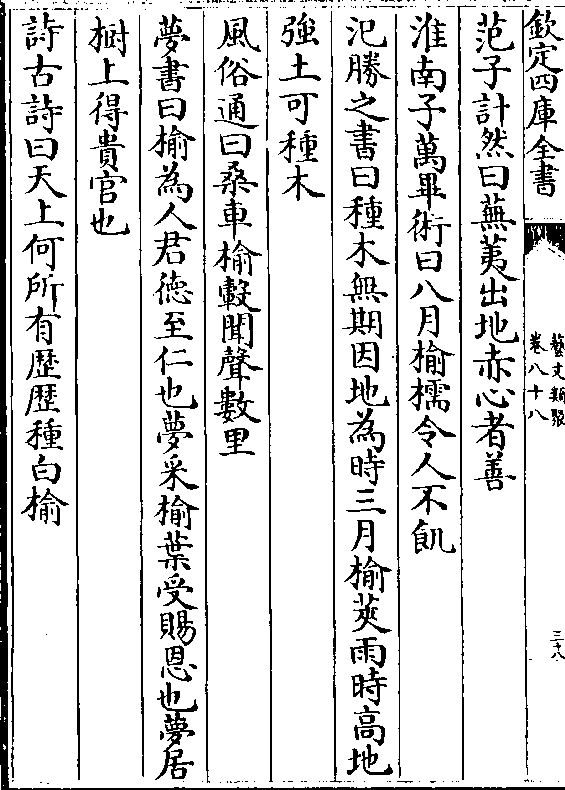 欽定四庫全書
藝文類聚
卷八十八
三十八
范子計然曰蕪荑出地赤心者善
淮南子萬畢術曰八月榆檽令人不飢
氾勝之書曰種木無期因地為時三月榆莢雨時高地
強土可種木
風俗通曰桑車榆轂聞聲數里
夢書曰榆為人君德至仁也夢采榆葉受賜恩也夢居
樹上得貴官也
詩古詩曰天上何所有歴歴種白榆